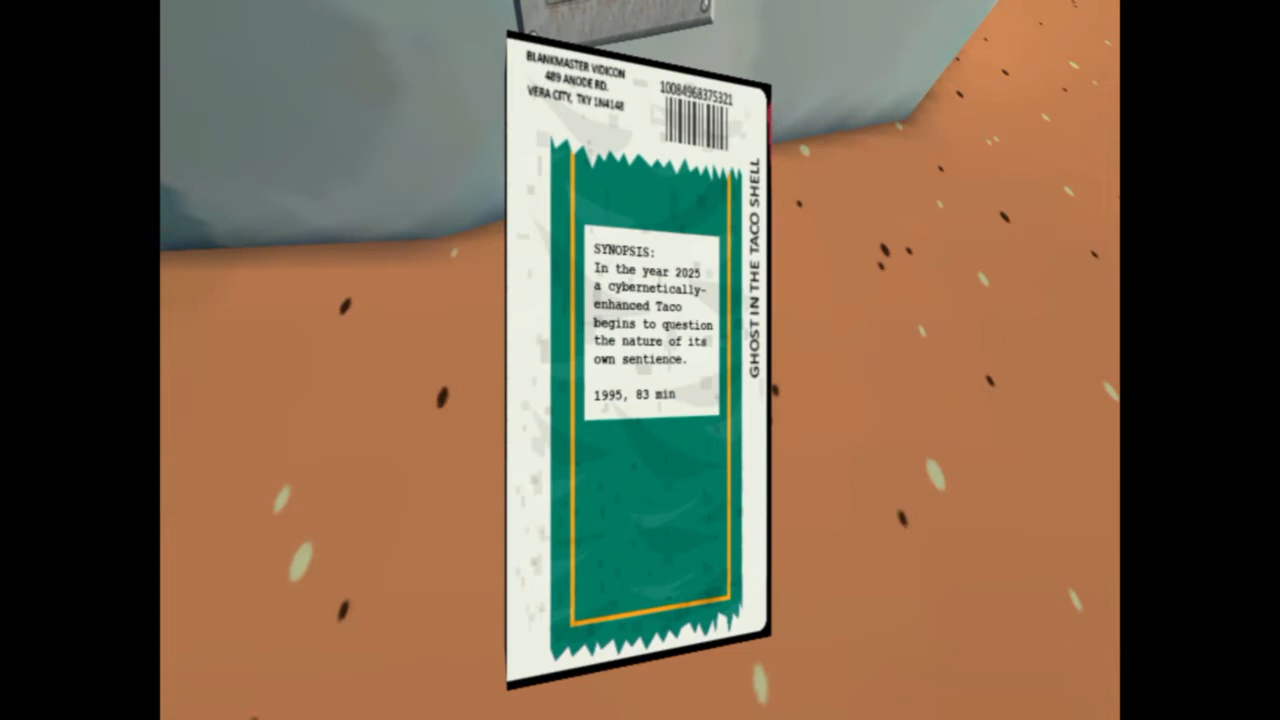 BLANKMASTER VIDICON
489 ANODE RD.
VERA CITY, TKY 1N4148
10084968375321
GHOST IN THE TACO SHELL
SYNOPSIS:
In the year 2025
a cybernetically-
enhanced Taco
begins to question
the nature of its
own sentience.
1995, 83 min